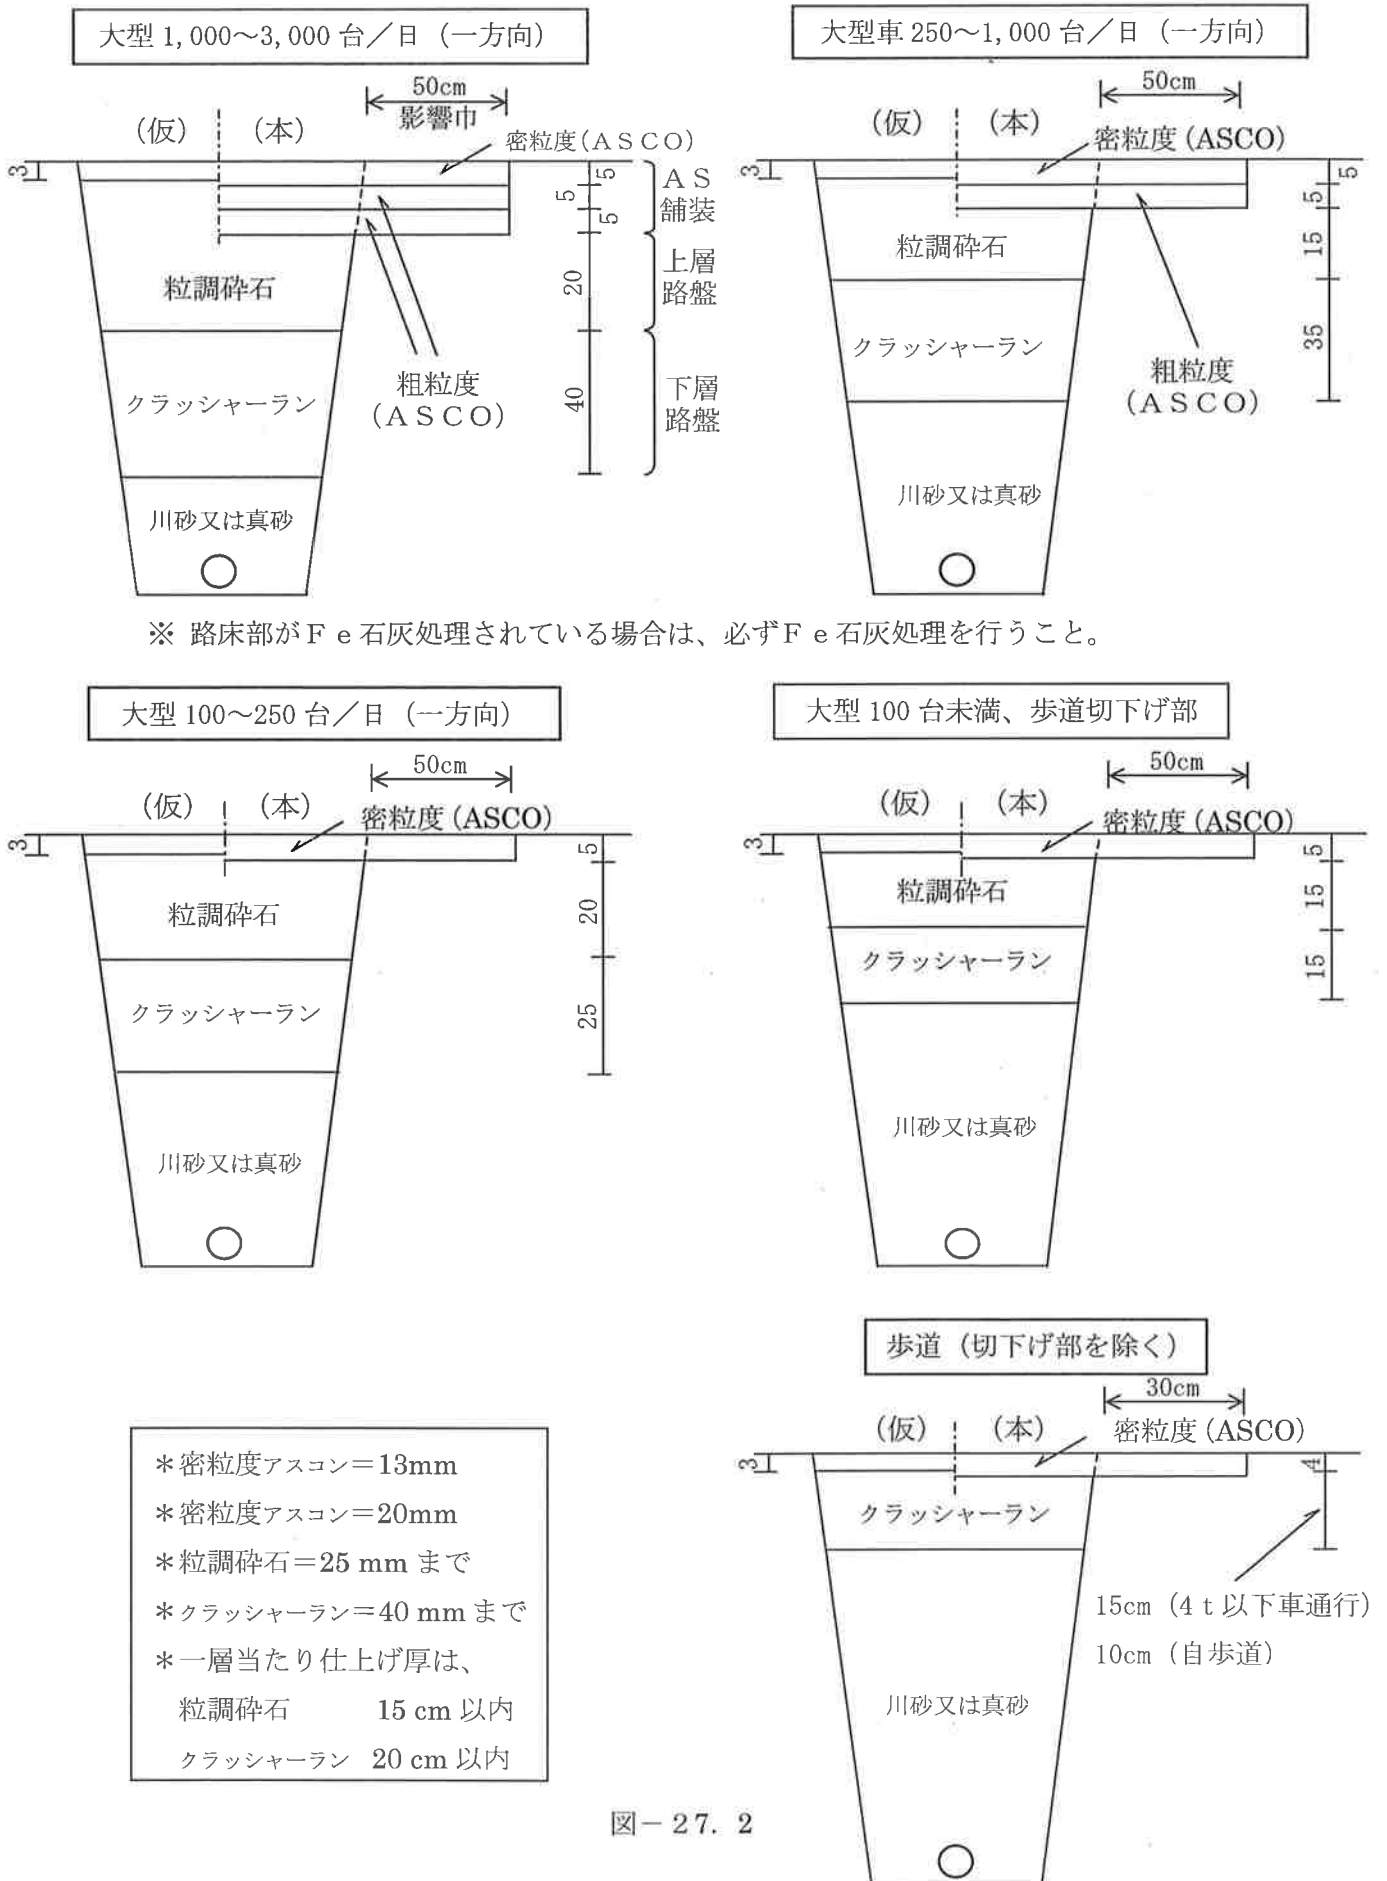 大型 1,000～3,000 台／日（一方向）
50cm
影響巾
（仮）
（本）
密粒度(ＡＳＣＯ)
3
5
5
5
20
40
ＡＳ
舗装
上層
路盤
下層
路盤
粒調砕石
粗粒度
(ＡＳＣＯ)
クラッシャーラン
川砂又は真砂
大型車 250～1,000 台／日（一方向）
50cm
（仮）
（本）
密粒度(ASCO)
3
5
5
15
35
粒調砕石
クラッシャーラン
粗粒度
(ＡＳＣＯ)
川砂又は真砂
※ 路床部がＦｅ石灰処理されている場合は、必ずＦｅ石灰処理を行うこと。
大型 100～250 台／日（一方向）
50cm
（仮）
（本）
密粒度(ASCO)
3
5
20
25
粒調砕石
クラッシャーラン
川砂又は真砂
大型 100 台未満、歩道切下げ部
50cm
（仮）
（本）
密粒度(ASCO)
3
5
15
15
粒調砕石
クラッシャーラン
川砂又は真砂
歩道（切下げ部を除く）
30cm
（仮）
（本）
密粒度(ASCO)
3
4
クラッシャーラン
15cm（4ｔ以下車通行）
10cm（自歩道）
川砂又は真砂
＊密粒度アスコン＝13mm
＊密粒度アスコン＝20mm
＊粒調砕石＝25 mm まで
＊クラッシャーラン＝40 mm まで
＊一層当たり仕上げ厚は、
粒調砕石 15 cm 以内
クラッシャーラン 20 cm 以内
図－27．2